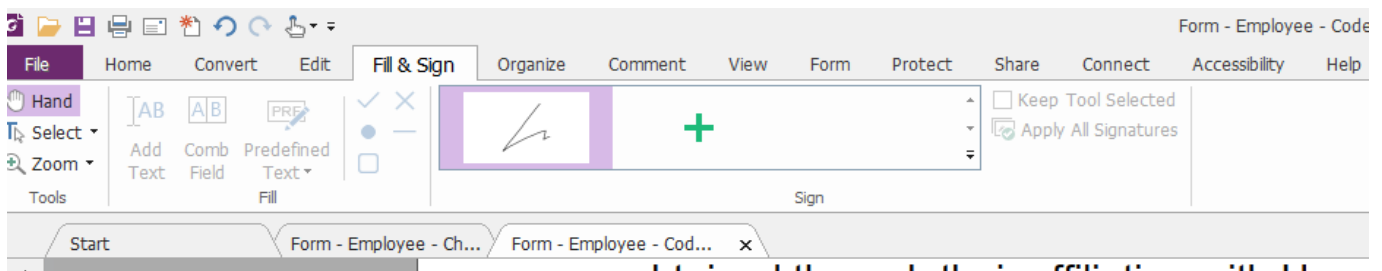 Form - Employee - Code
File Home Convert Edit Fill & Sign Organize Comment View Form Protect Share Connect Accessibility Help
Hand
Select
Zoom
Tools
AB
Add
Text
A|B
Comb
Field
PRE
Predefined
Text
Fill
Keep Tool Selected
Apply All Signatures
Sign
Start Form - Employee - Ch... Form - Employee - Cod... x